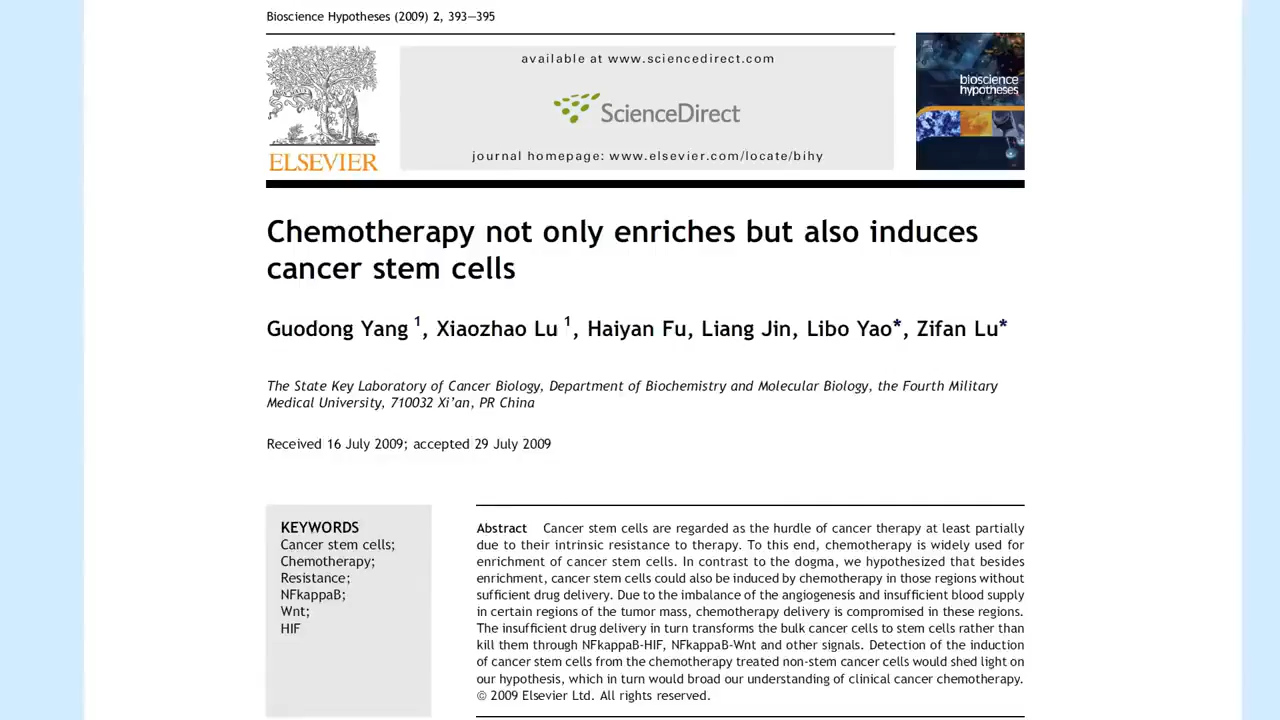 Bioscience Hypotheses (2009) 2, 393–395
available at www.sciencedirect.com
ScienceDirect
journal homepage: www.elsevier.com/locate/bihy
ELSEVIER
bioscience
hypotheses
Chemotherapy not only enriches but also induces
cancer stem cells
Guodong Yang 1, Xiaozhao Lu 1, Haiyan Fu, Liang Jin, Libo Yao*, Zifan Lu*
The State Key Laboratory of Cancer Biology, Department of Biochemistry and Molecular Biology, the Fourth Military
Medical University, 710032 Xi'an, PR China
Received 16 July 2009; accepted 29 July 2009
KEYWORDS
Cancer stem cells;
Chemotherapy;
Resistance;
NFkappaB;
Wnt;
HIF
Abstract Cancer stem cells are regarded as the hurdle of cancer therapy at least partially
due to their intrinsic resistance to therapy. To this end, chemotherapy is widely used for
enrichment of cancer stem cells. In contrast to the dogma, we hypothesized that besides
enrichment, cancer stem cells could also be induced by chemotherapy in those regions without
sufficient drug delivery. Due to the imbalance of the angiogenesis and insufficient blood supply
in certain regions of the tumor mass, chemotherapy delivery is compromised in these regions.
The insufficient drug delivery in turn transforms the bulk cancer cells to stem cells rather than
kill them through NFkappaB-HIF, NFkappaB-Wnt and other signals. Detection of the induction
of cancer stem cells from the chemotherapy treated non-stem cancer cells would shed light on
our hypothesis, which in turn would broad our understanding of clinical cancer chemotherapy.
© 2009 Elsevier Ltd. All rights reserved.